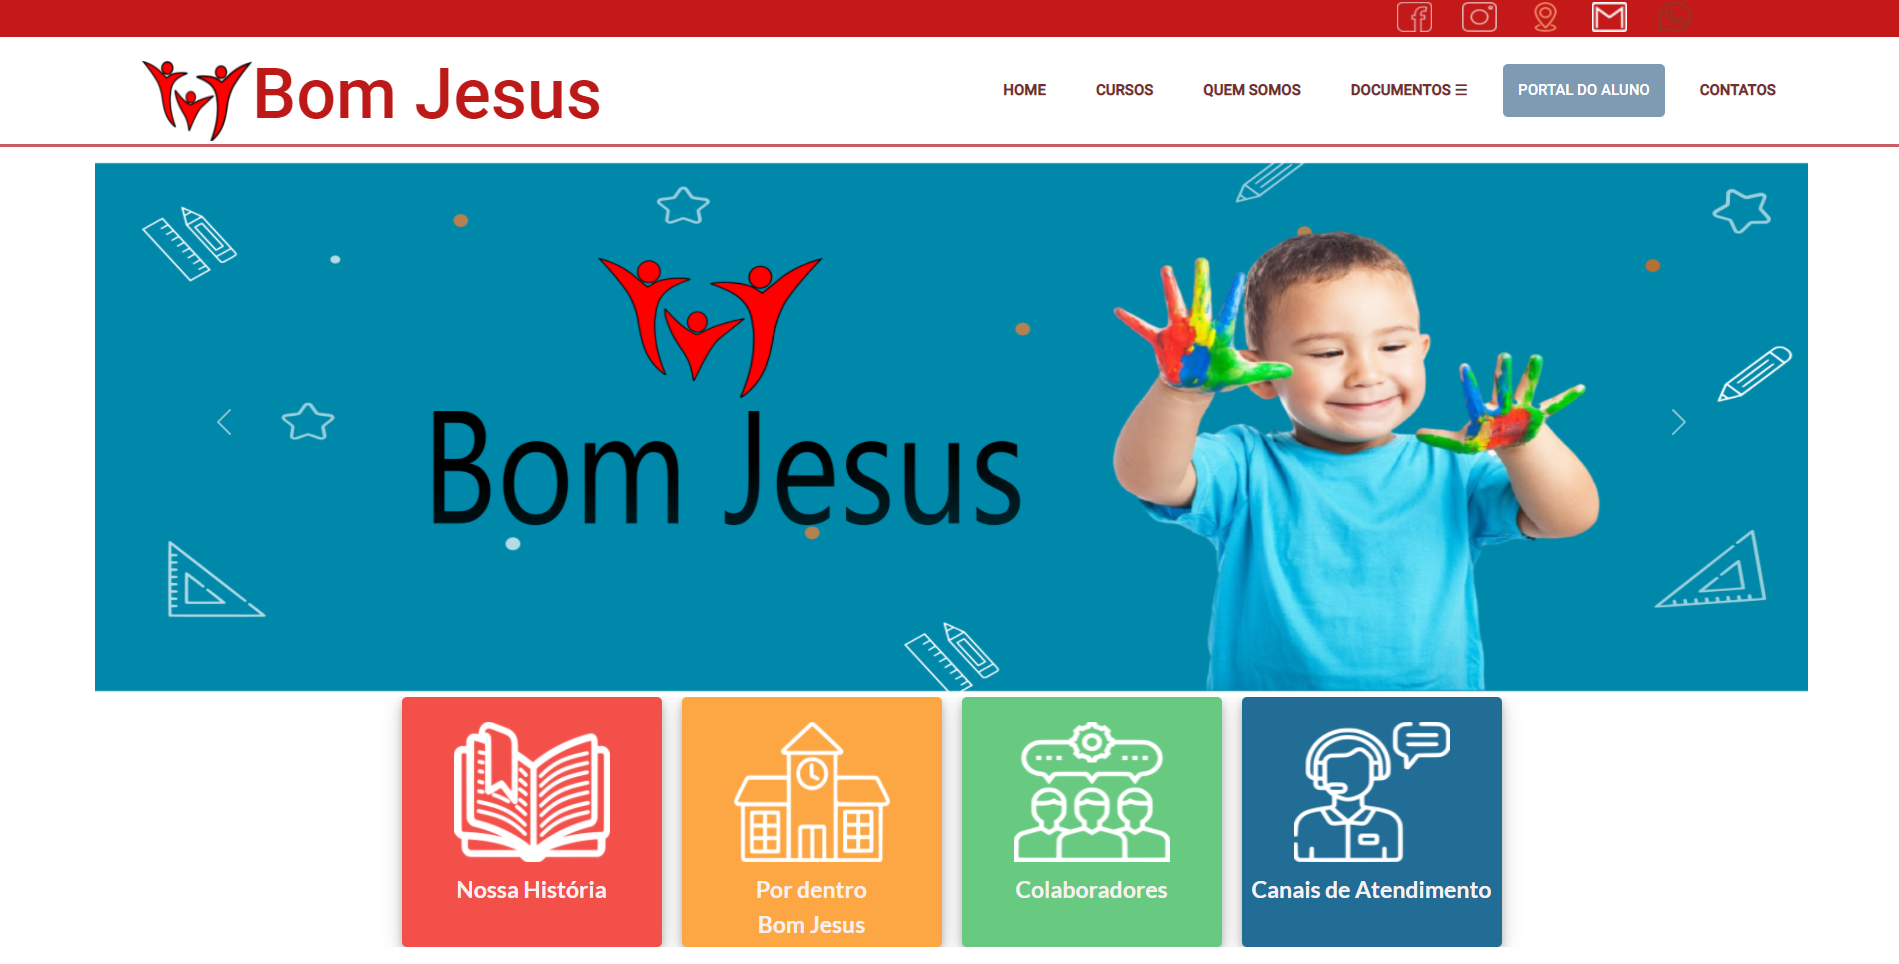 Bom Jesus
HOME
CURSOS
QUEM SOMOS
DOCUMENTOS ☰
PORTAL DO ALUNO
CONTATOS
Bom Jesus
Nossa História
Por dentro
Bom Jesus
Colaboradores
Canais de Atendimento